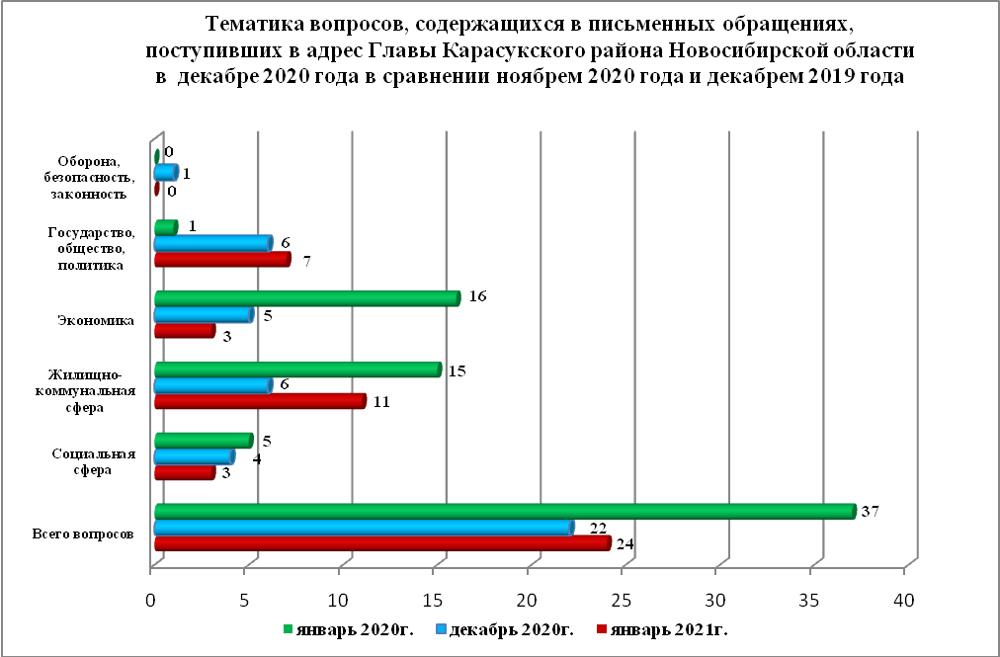 Тематика вопросов, содержащихся в письменных обращениях,
поступивших в адрес Главы Карасукского района Новосибирской области
в декабре 2020 года в сравнении ноябрем 2020 года и декабрем 2019 года
Оборона,
безопасность,
законность
0
1
0
Государство,
общество,
политика
1
6
7
Экономика
16
5
3
Жилищно-
коммунальная
сфера
15
6
11
Социальная
сфера
5
4
3
Всего вопросов
37
22
24
0 5 10 15 20 25 30 35 40
январь 2020г. декабрь 2020г. январь 2021г.